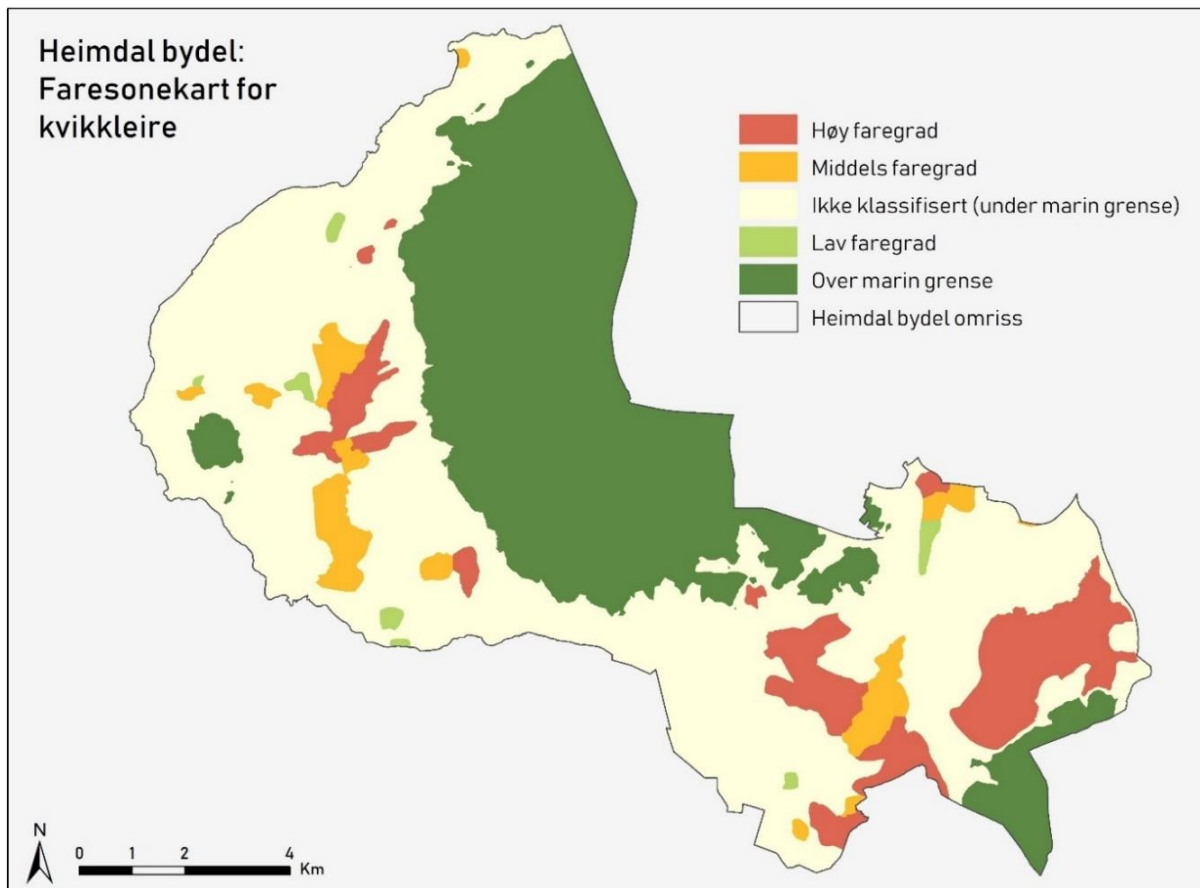 Heimdal bydel:
Faresonekart for
kvikkleire
Høy faregrad
Middels faregrad
Ikke klassifisert (under marin grense)
Lav faregrad
Over marin grense
Heimdal bydel omriss
N
0 1 2 4
Km